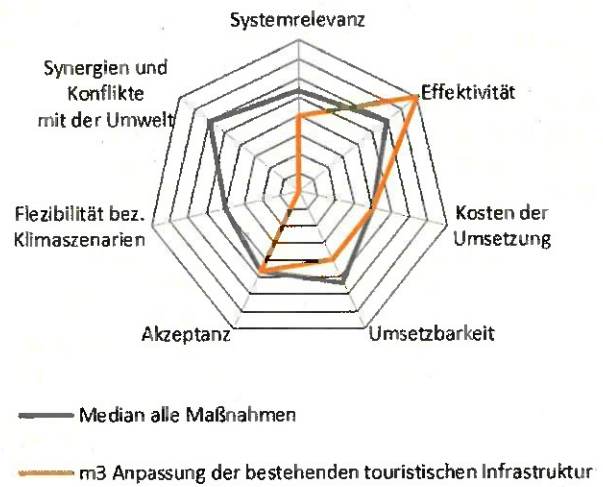 Systemrelevanz
Synergien und
Konflikte
mit der Umwelt
Effektivität
Flezibilität bez.
Klimaszenarien
Kosten der
Umsetzung
Akzeptanz
Umsetzbarkeit
Median alle Maßnahmen
m3 Anpassung der bestehenden touristischen Infrastruktur